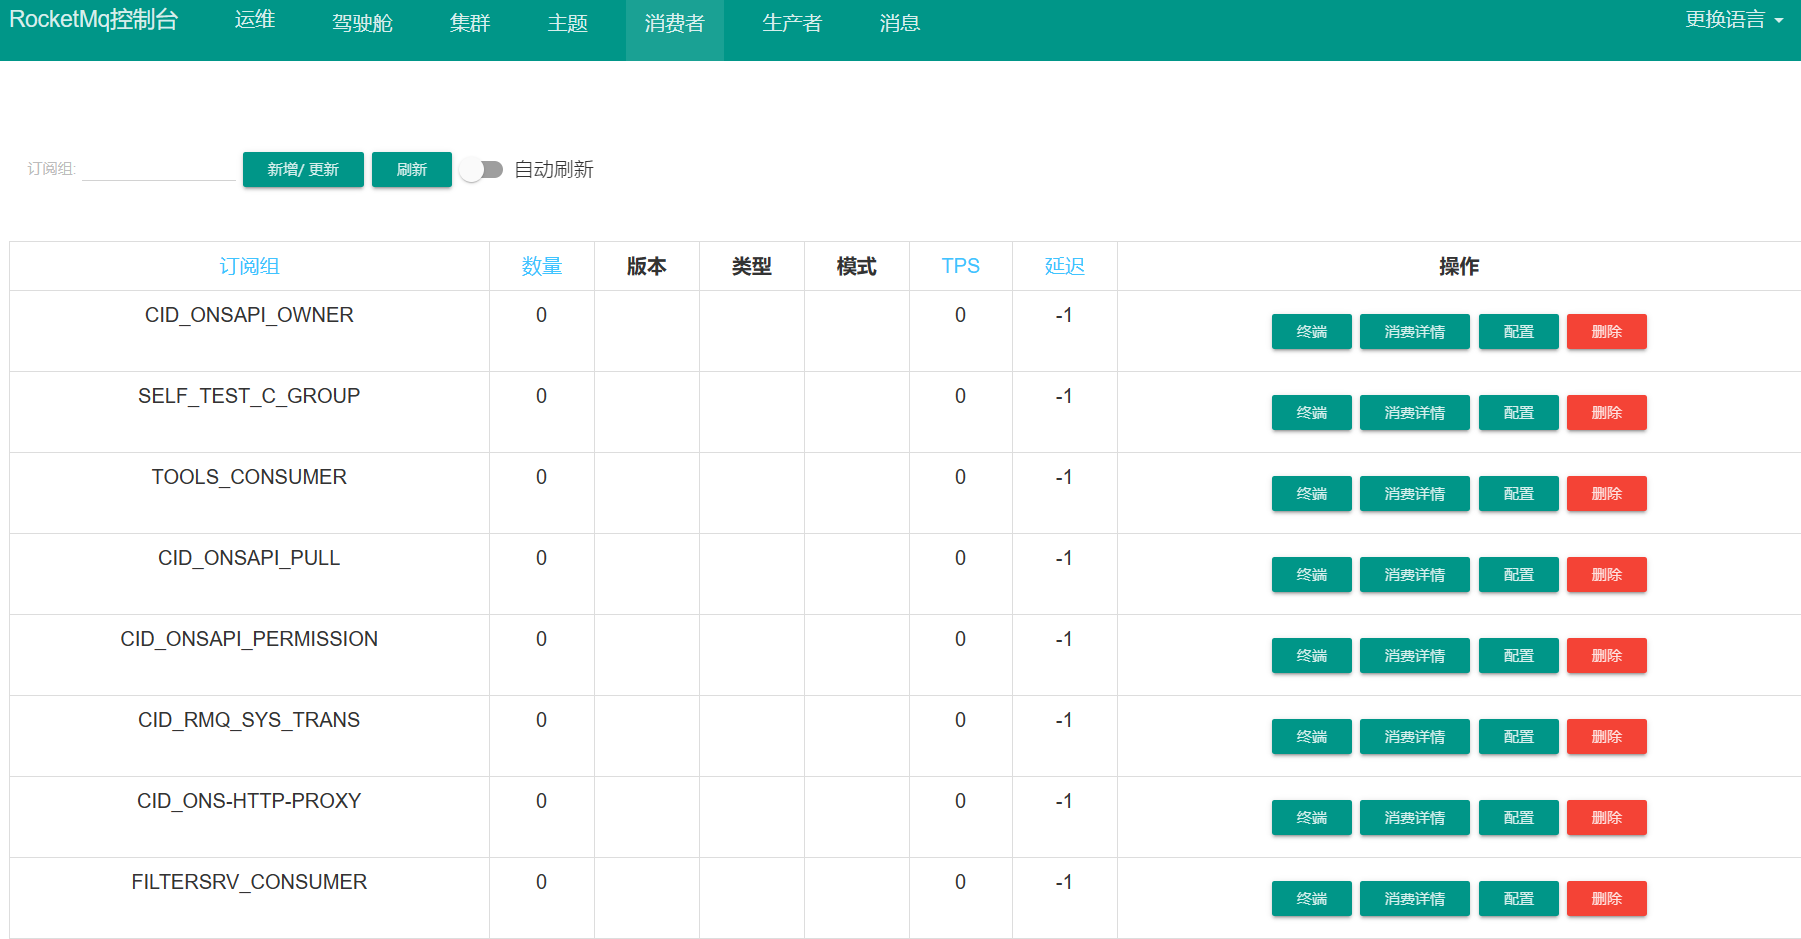 RocketMq控制台 运维 驾驶舱 集群 主题 消费者 生产者 消息 更换语言
订阅组: 新增/ 更新 刷新 自动刷新
订阅组 数量 版本 类型 模式 TPS 延迟 操作
CID_ONSAPI_OWNER 0 0 -1 终端 消费详情 配置 删除
SELF_TEST_C_GROUP 0 0 -1 终端 消费详情 配置 删除
TOOLS_CONSUMER 0 0 -1 终端 消费详情 配置 删除
CID_ONSAPI_PULL 0 0 -1 终端 消费详情 配置 删除
CID_ONSAPI_PERMISSION 0 0 -1 终端 消费详情 配置 删除
CID_RMQ_SYS_TRANS 0 0 -1 终端 消费详情 配置 删除
CID_ONS-HTTP-PROXY 0 0 -1 终端 消费详情 配置 删除
FILTERSRV_CONSUMER 0 0 -1 终端 消费详情 配置 删除